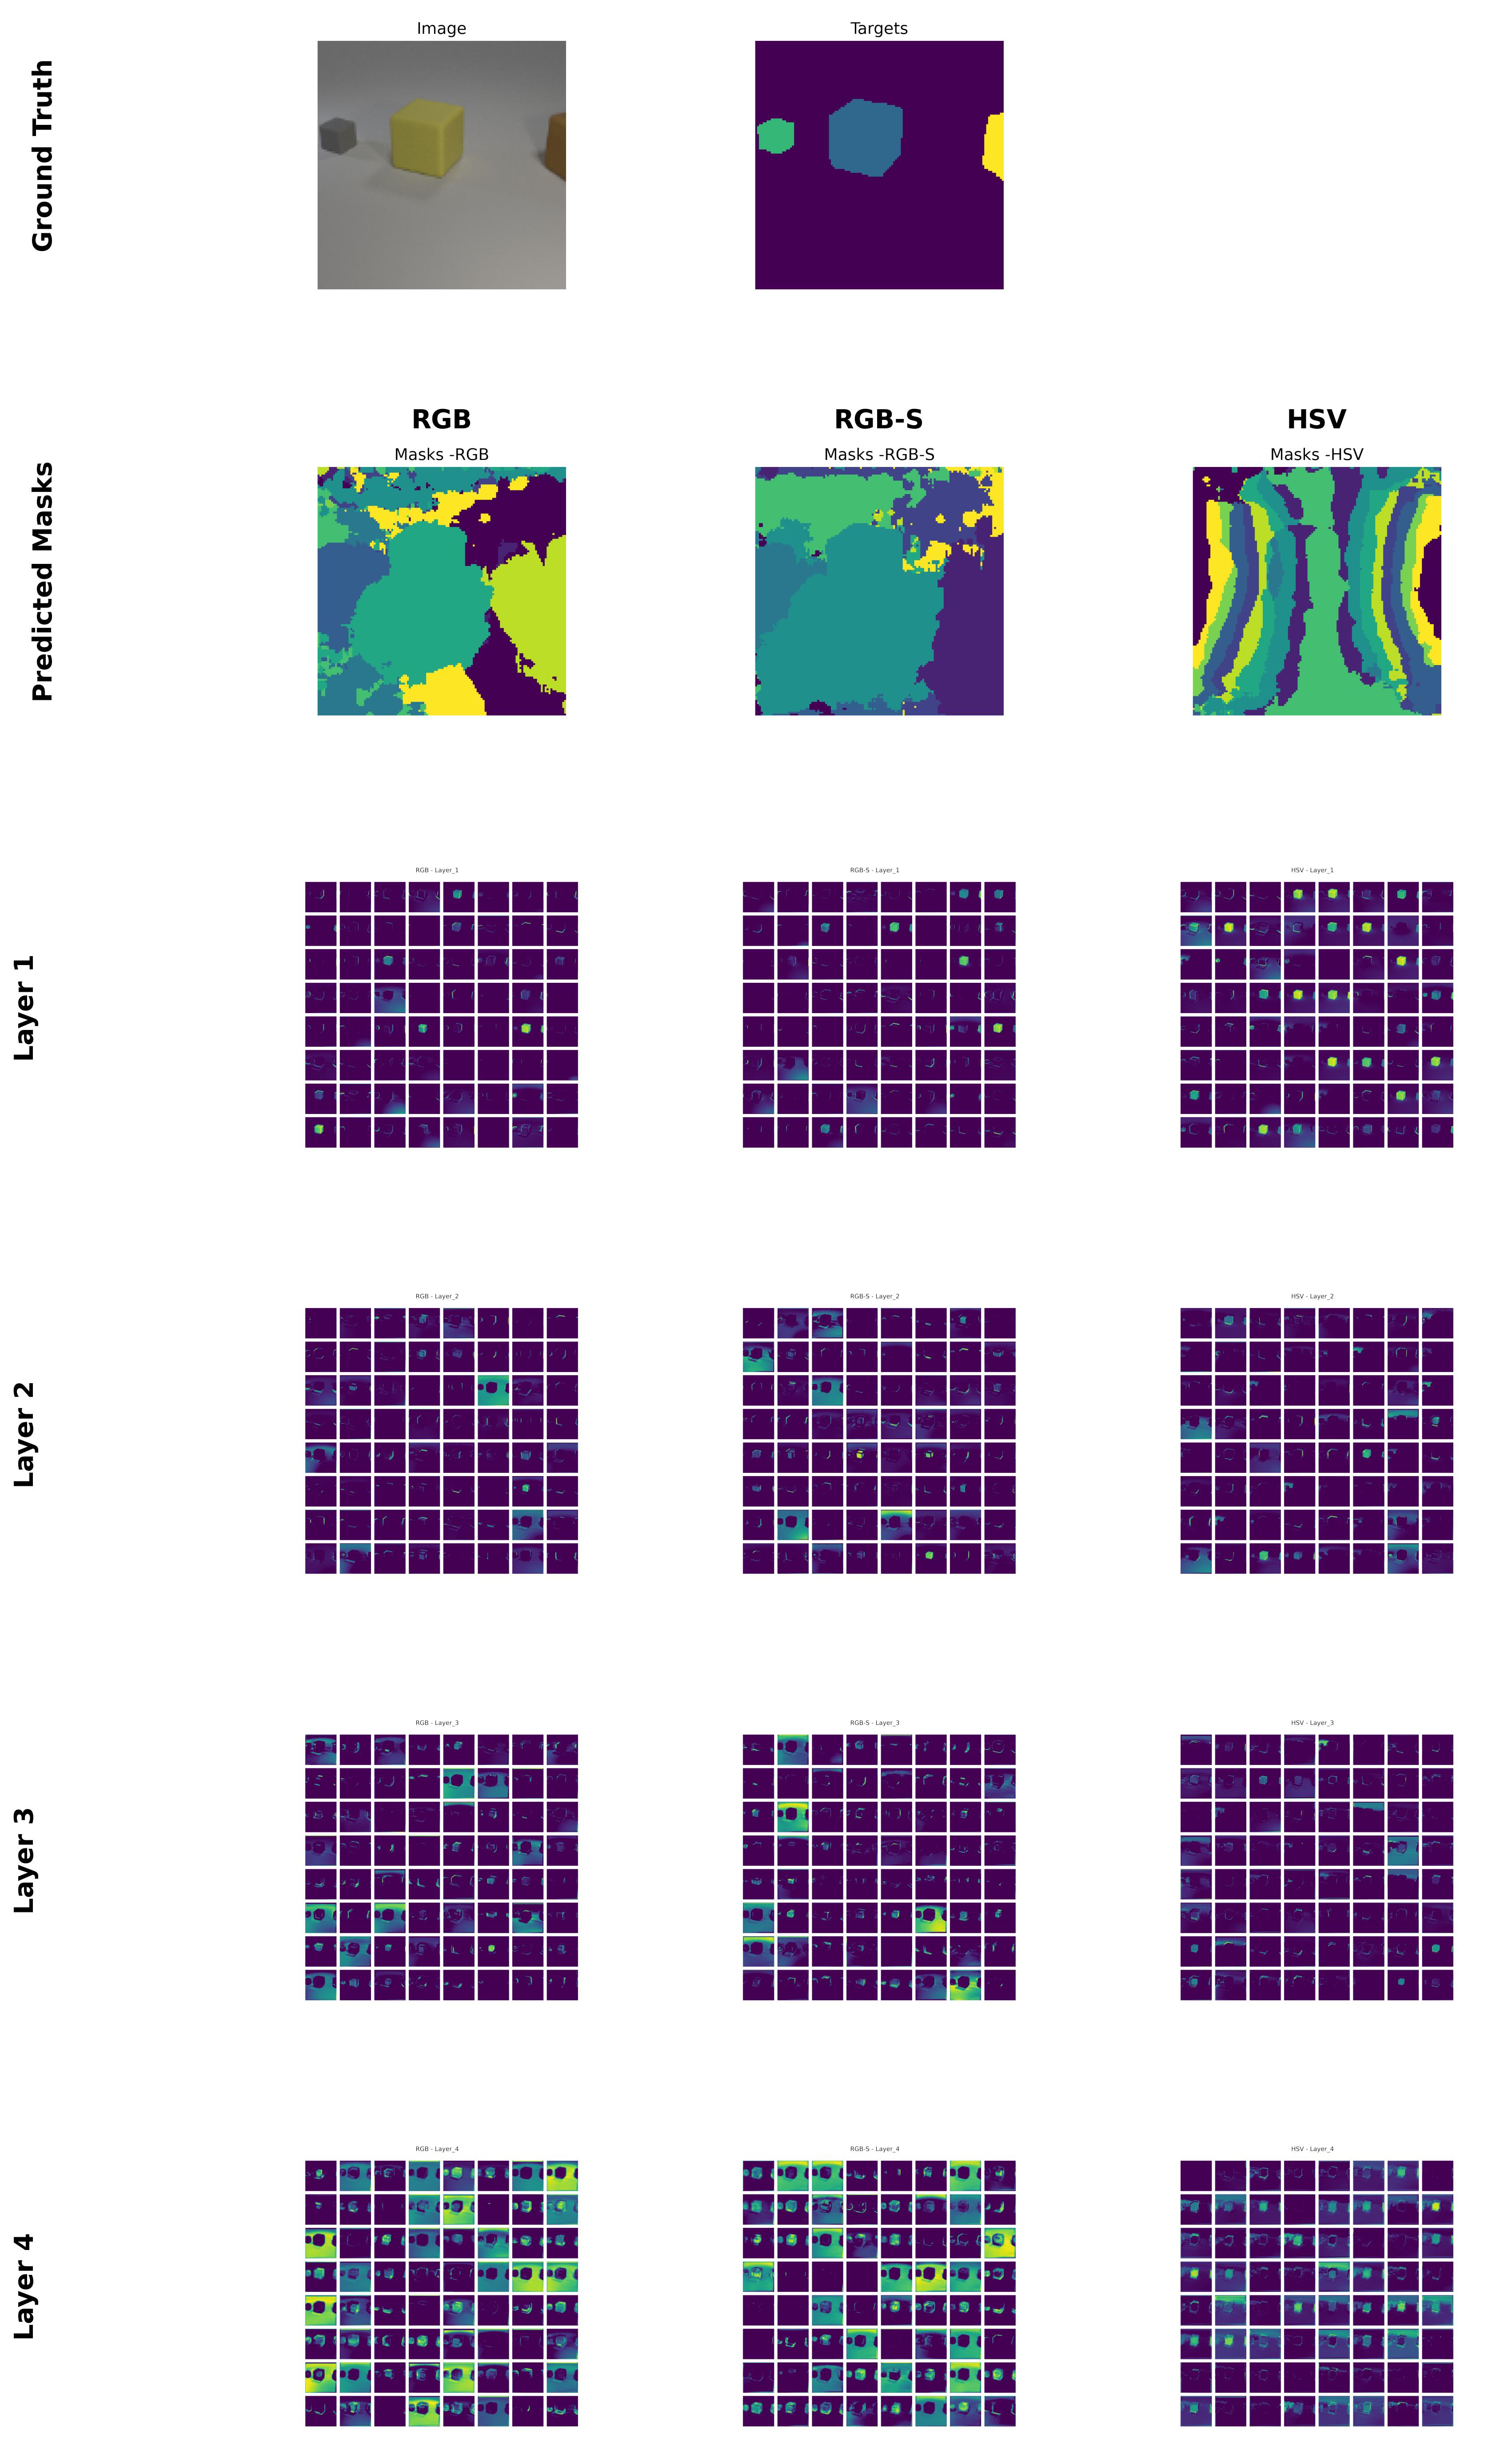 Ground Truth
Image
Targets
Predicted Masks
RGB
RGB-S
HSV
Masks -RGB
Masks -RGB-S
Masks -HSV
Layer 1
RGB - Layer_1
RGB-S - Layer_1
HSV - Layer_1
Layer 2
RGB - Layer_2
RGB-S - Layer_2
HSV - Layer_2
Layer 3
RGB - Layer_3
RGB-S - Layer_3
HSV - Layer_3
Layer 4
RGB - Layer_4
RGB-S - Layer_4
HSV - Layer_4